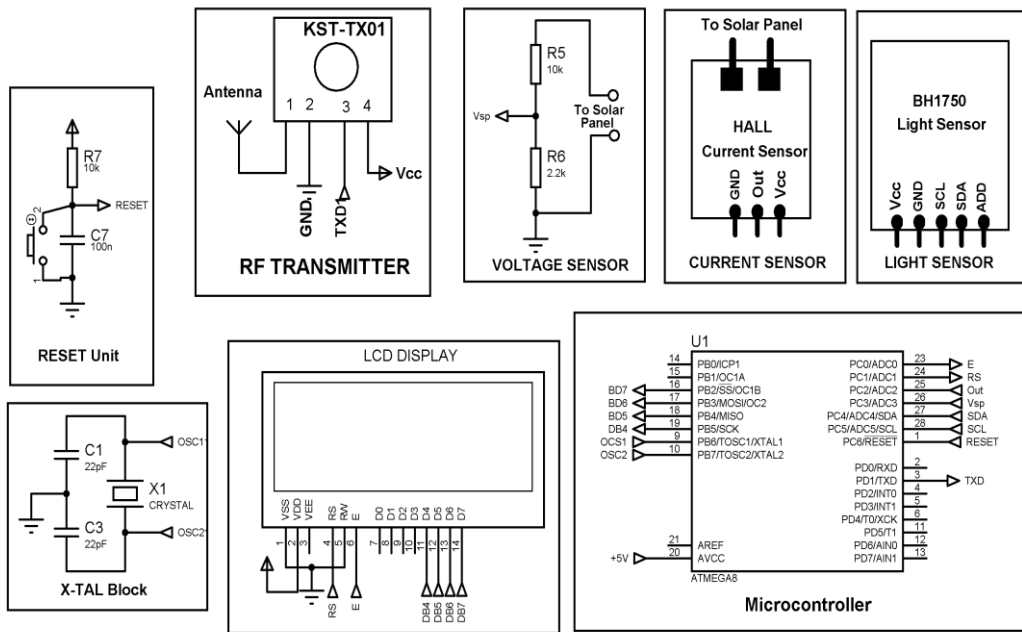 R7
10k
RESET
2
1
C7
100n
RESET Unit
KST-TX01
Antenna
1 2 3 4
Vcc
GND
TXD1
RF TRANSMITTER
R5
10k
Vsp
To Solar
Panel
R6
2.2k
VOLTAGE SENSOR
To Solar Panel
HALL
Current Sensor
GND
Out
Vcc
CURRENT SENSOR
BH1750
Light Sensor
Vcc
GND
SCL
SDA
ADD
LIGHT SENSOR
OSC1
C1
22pF
X1
CRYSTAL
C3
22pF
OSC2
X-TAL Block
LCD DISPLAY
VSS
VDD
VEE
RS
RW
E
D0
D1
D2
D3
D4
D5
D6
D7
1
2
3
4
5
6
7
8
9
10
11
12
13
14
RS
E
DB4
DB5
DB6
DB7
U1
14 PB0/ICP1
15 PB1/OC1A
BD7 16 PB2/SS/OC1B
BD6 17 PB3/MOSI/OC2
BD5 18 PB4/MISO
DB4 19 PB5/SCK
OCS1 9 PB6/TOSC1/XTAL1
OSC2 10 PB7/TOSC2/XTAL2
21 AREF
+5V 20 AVCC
PC0/ADC0 23 E
PC1/ADC1 24 RS
PC2/ADC2 25 Out
PC3/ADC3 26 Vsp
PC4/ADC4/SDA 27 SDA
PC5/ADC5/SCL 28 SCL
PC6/RESET 1 RESET
PD0/RXD 2
PD1/TXD 3 TXD
PD2/INT0 4
PD3/INT1 5
PD4/T0/XCK 6
PD5/T1 11
PD6/AIN0 12
PD7/AIN1 13
ATMEGA8
Microcontroller